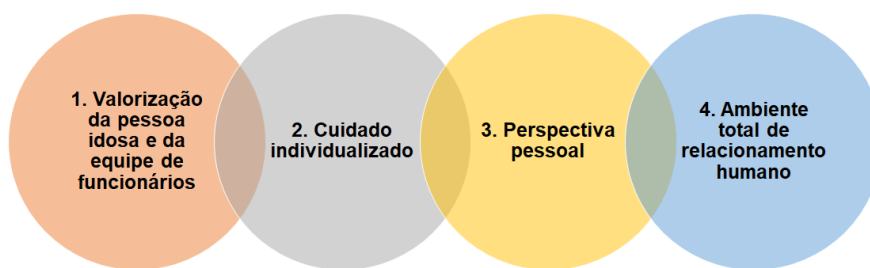 1. Valorização
da pessoa
idosa e da
equipe de
funcionários
2. Cuidado
individualizado
3. Perspectiva
pessoal
4. Ambiente
total de
relacionamento
humano